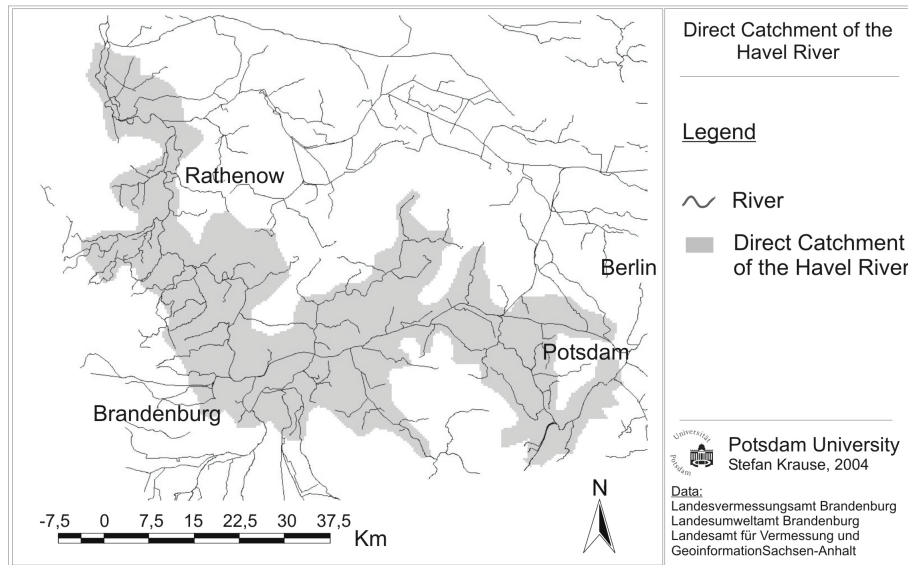 Direct Catchment of the
Havel River
Legend
River
Direct Catchment
of the Havel River
Rathenow
Berlin
Potsdam
Brandenburg
-7,5 0 7,5 15 22,5 30 37,5
Km
N
Universität
Potsdam
Potsdam University
Stefan Krause, 2004
Data:
Landesvermessungsamt Brandenburg
Landesumweltamt Brandenburg
Landesamt für Vermessung und
GeoinformationSachsen-Anhalt